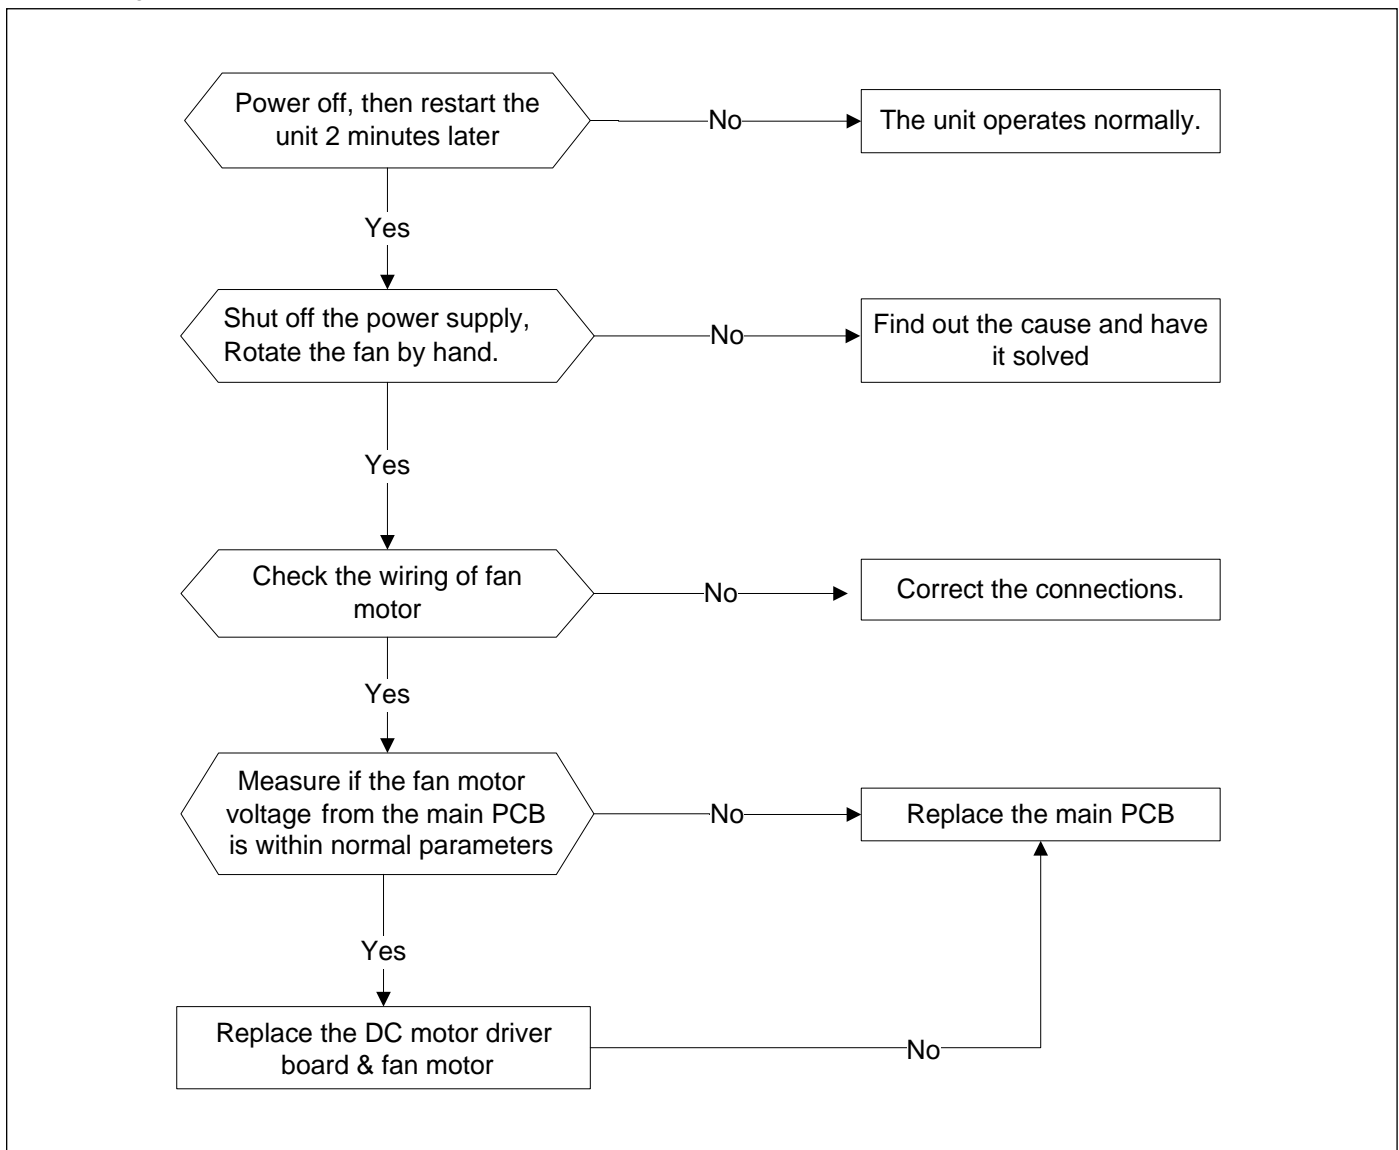 Power off, then restart the
unit 2 minutes later
No
The unit operates normally.
Yes
Shut off the power supply,
Rotate the fan by hand.
No
Find out the cause and have
it solved
Yes
Check the wiring of fan
motor
No
Correct the connections.
Yes
Measure if the fan motor
voltage from the main PCB
is within normal parameters
No
Replace the main PCB
Yes
Replace the DC motor driver
board & fan motor
No